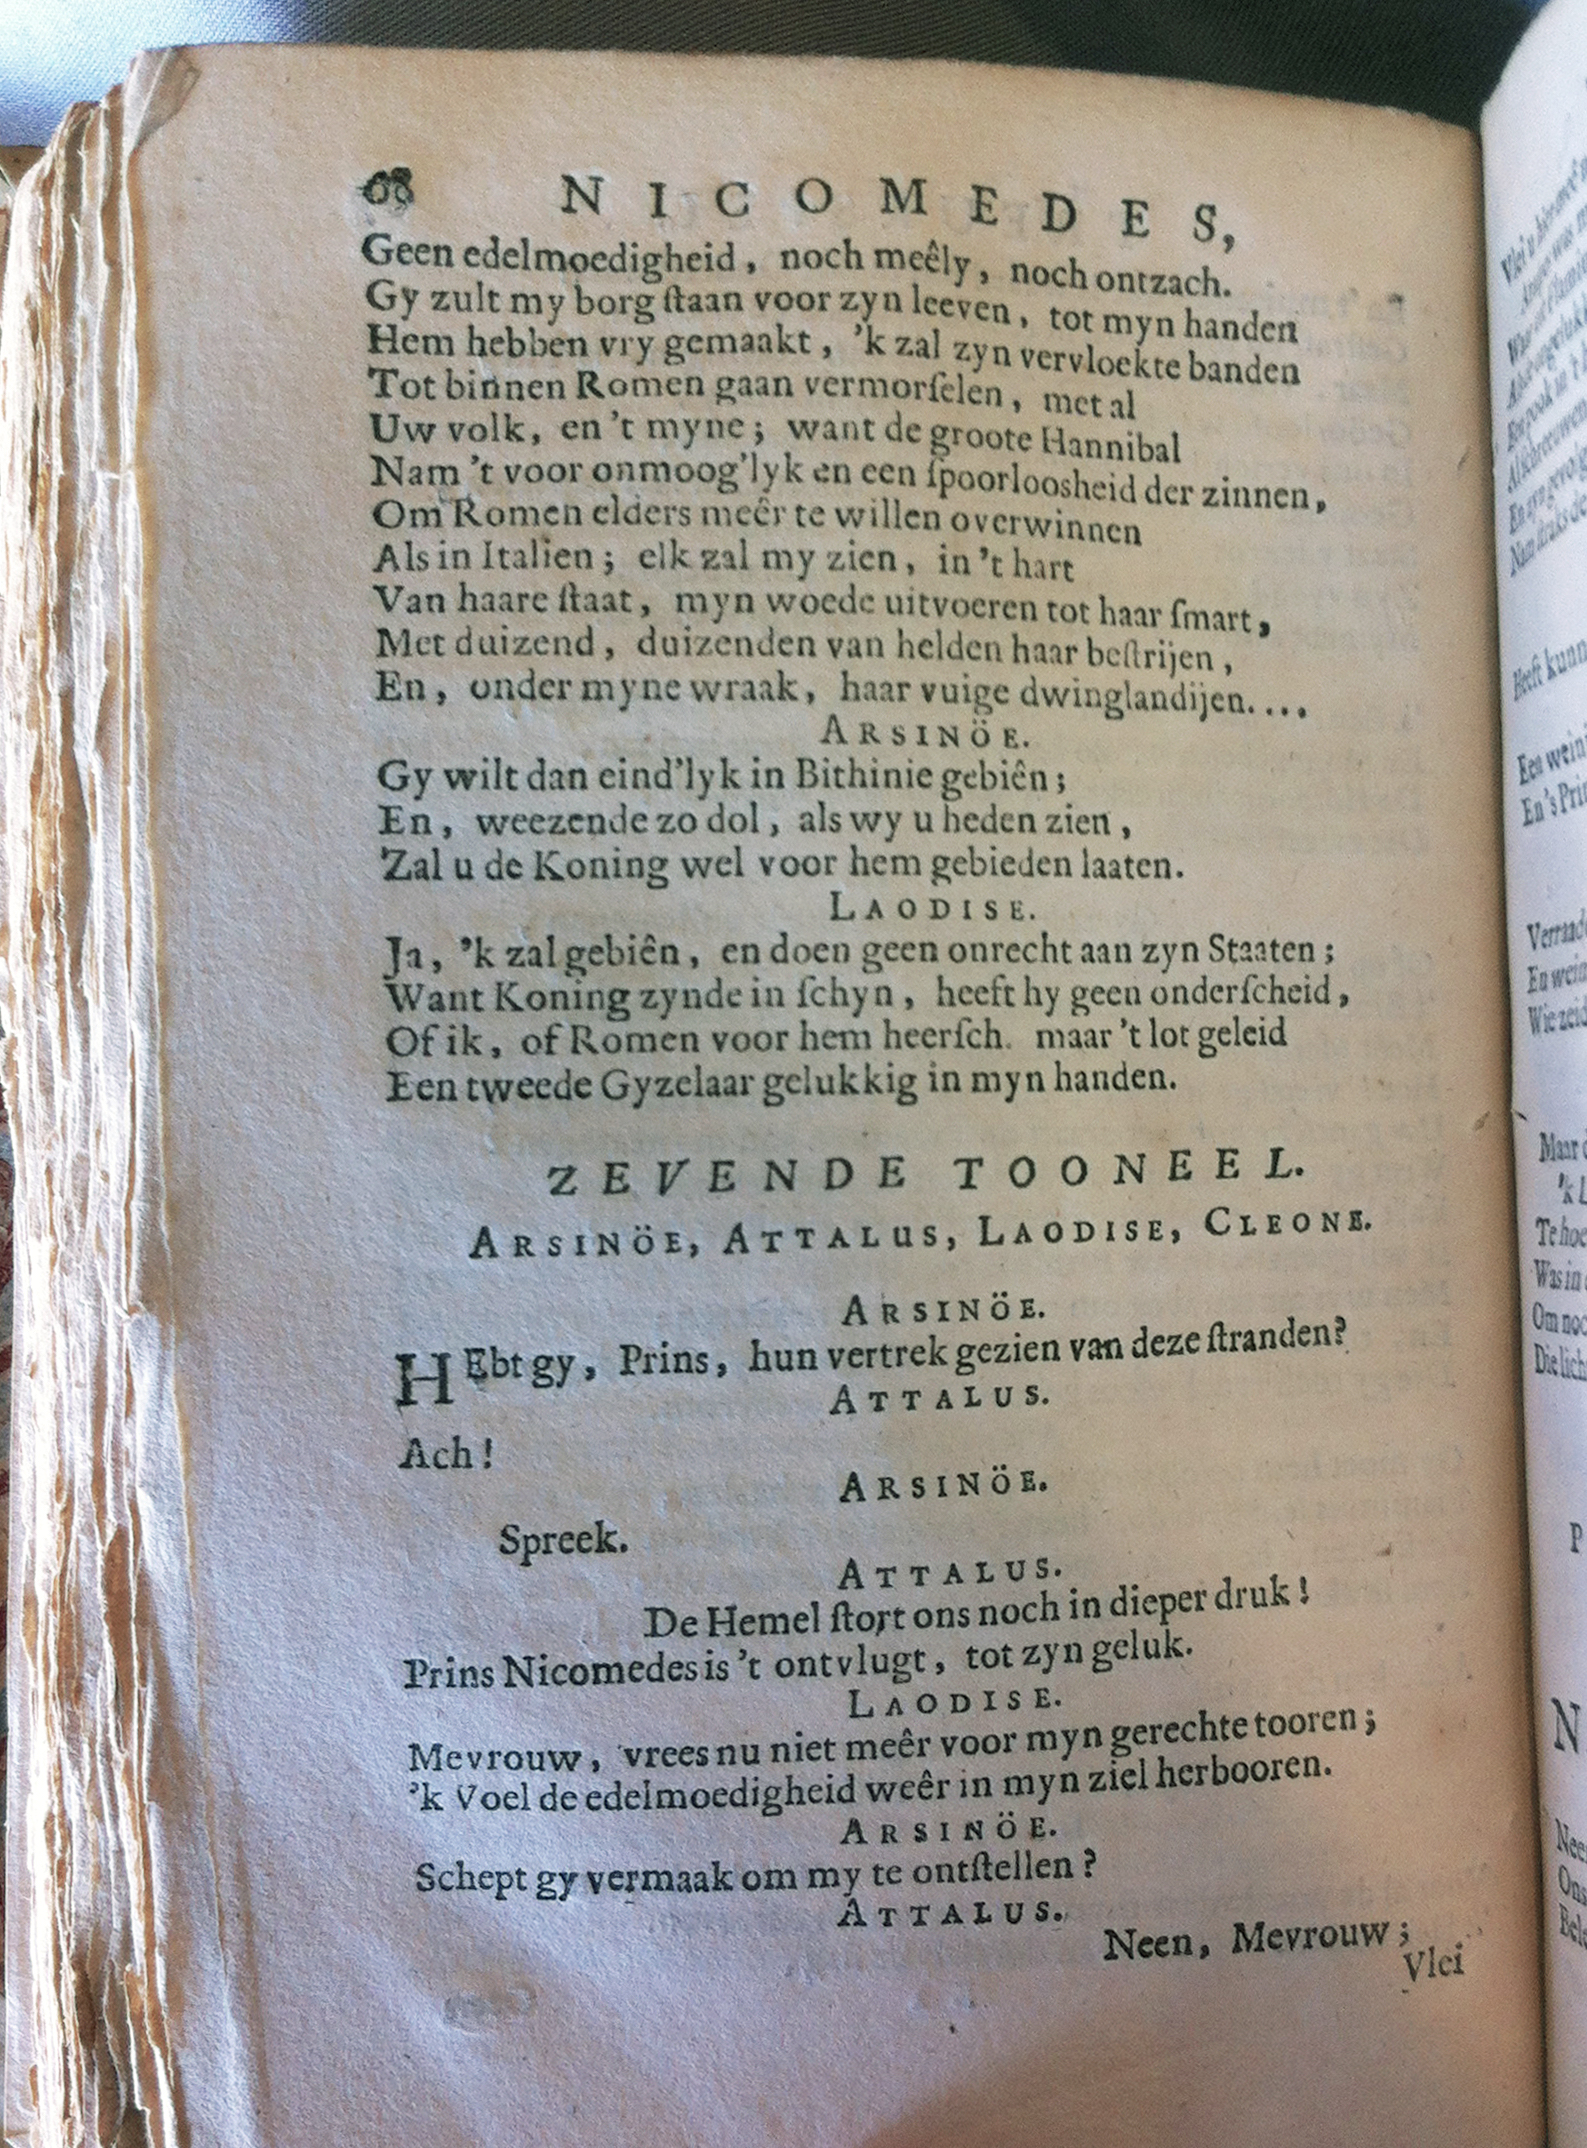 68 NICOMEDES,
Geen edelmoedigheid, noch meêly, noch ontzach.
Gy zult my borg ſtaan voor zyn leeven, tot myn handen
Hem hebben vry gemaakt, 'k zal zyn vervloekte banden
Tot binnen Romen gaan vermorſelen, met al
Uw volk, en 't myne; want de groote Hannibal
Nam 't voor onmoog'lyk en een ſpoorloosheid der zinnen,
Om Romen elders meêr te willen overwinnen
Als in Italien; elk zal my zien, in 't hart
Van haare ſtaat, myn woede uitvoeren tot haar ſmart,
Met duizend, duizenden van helden haar beſtrijen,
En, onder myne wraak, haar vuige dwinglandijen....
ARSINÖE.
Gy wilt dan eind'lyk in Bithinie gebiên;
En, weezende zo dol, als wy u heden zien,
Zal u de Koning wel voor hem gebieden laaten.
LAODISE.
Ja, 'k zal gebiên, en doen geen onrecht aan zyn Staaten;
Want Koning zynde in ſchyn, heeft hy geen onderſcheid,
Of ik, of Romen voor hem heerſch. maar 't lot geleid
Een tweede Gyzelaar gelukkig in myn handen.
ZEVENDE TOONEEL.
ARSINÖE, ATTALUS, LAODISE, CLEONE.
ARSINÖE.
HEbt gy, Prins, hun vertrek gezien van deze ſtranden?
ATTALUS.
Ach!
ARSINÖE.
Spreek.
ATTALUS.
De Hemel ſtort ons noch in dieper druk!
Prins Nicomedes is 't ontvlugt, tot zyn geluk.
LAODISE.
Mevrouw, vrees nu niet meêr voor myn gerechte tooren;
'k Voel de edelmoedigheid weêr in myn ziel herbooren.
ARSINÖE.
Schept gy vermaak om my te ontſtellen?
ATTALUS.
Neen, Mevrouw;
Vlei